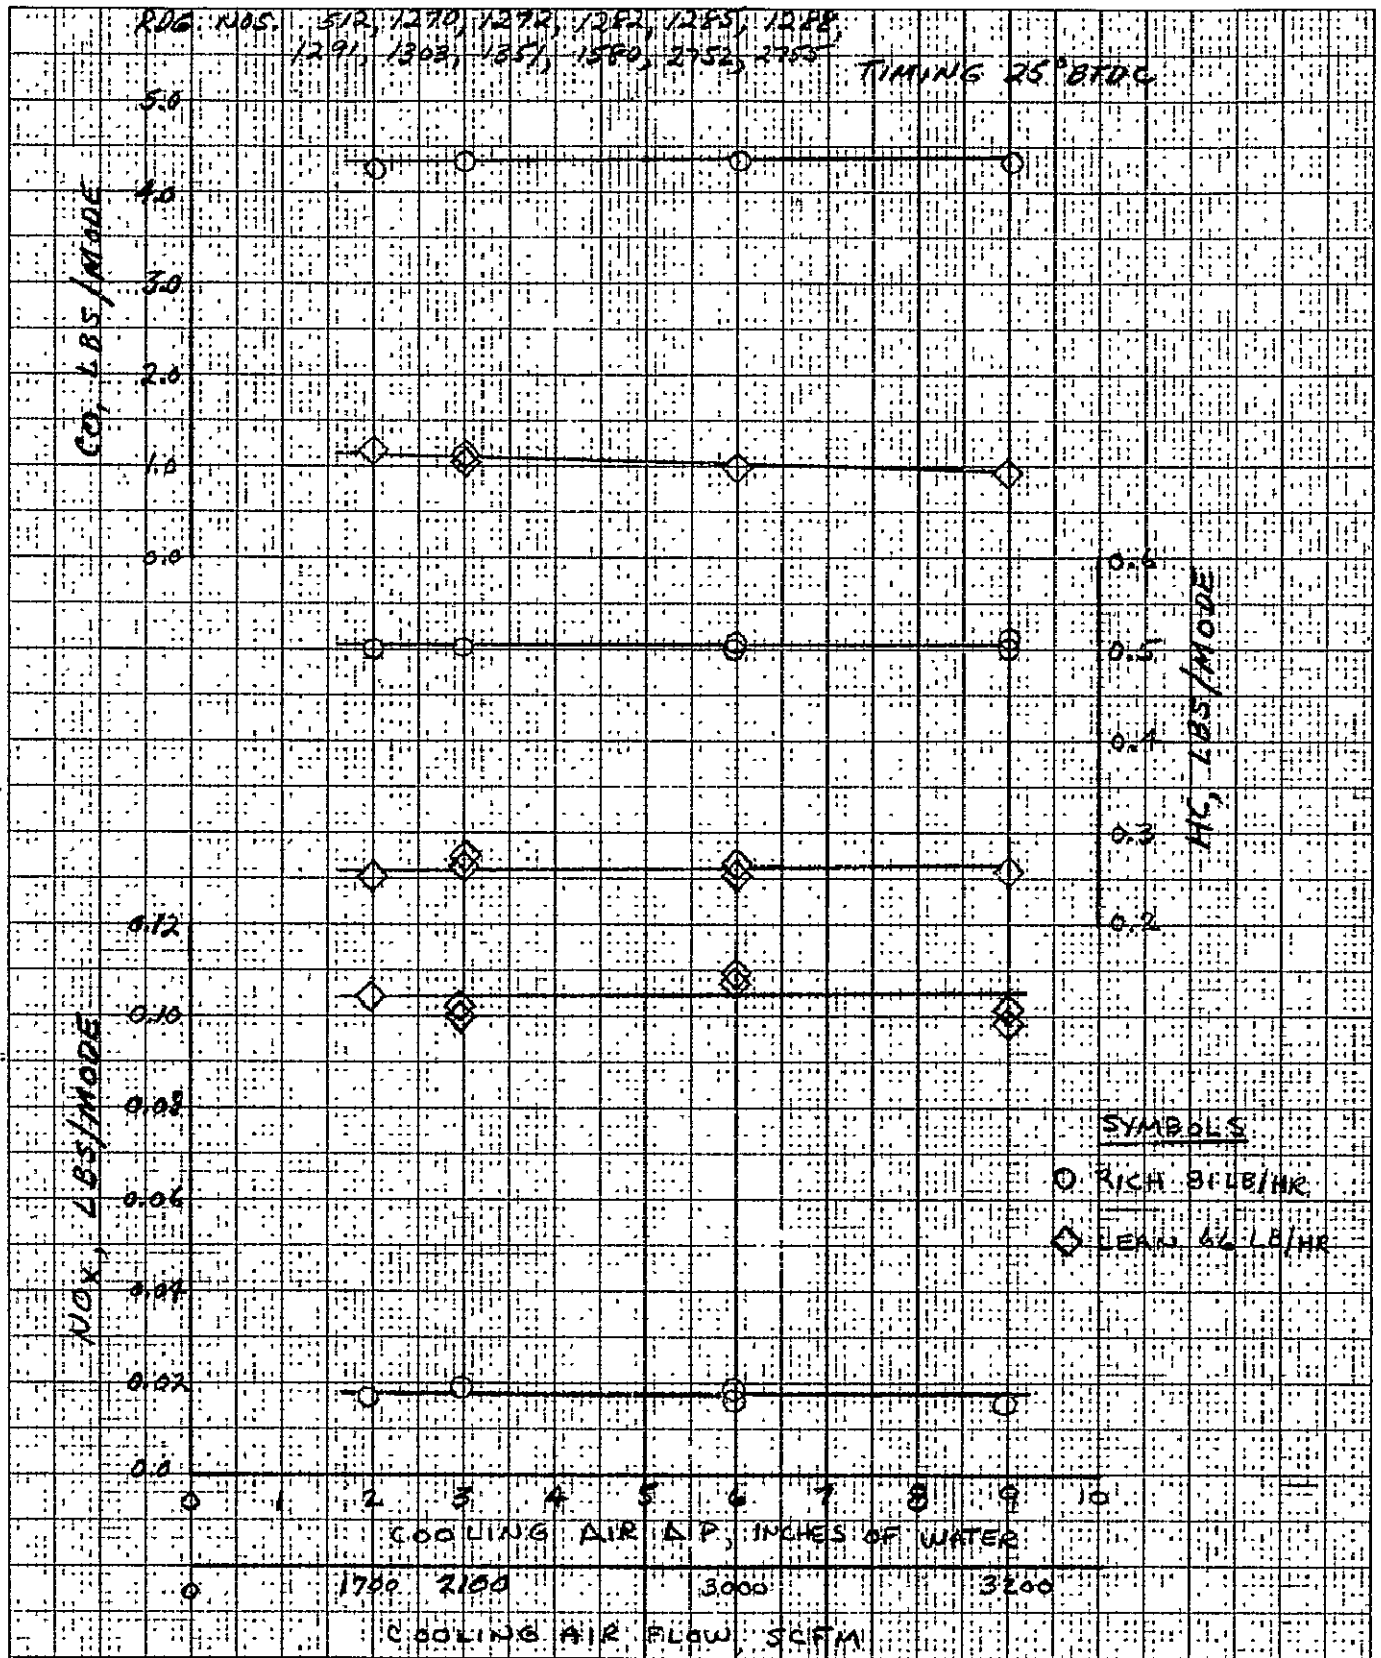 RDG. NOS. 512, 1270, 1272, 1282, 1285, 1288,
1291, 1303, 1351, 1580, 2752, 2755
TIMING 25° BTDC
5.0
4.0
3.0
2.0
1.0
0.0
CO, LBS/MODE
0.6
0.5
0.4
0.3
0.2
HC, LBS/MODE
0.12
0.10
0.08
0.06
0.04
0.02
0.0
NOx, LBS/MODE
SYMBOLS
RICH 81 LB/HR
LEAN 66 LB/HR
0 1 2 3 4 5 6 7 8 9 10
COOLING AIR ΔP, INCHES OF WATER
0 1700 2100 3000 3200
COOLING AIR FLOW, SCFM